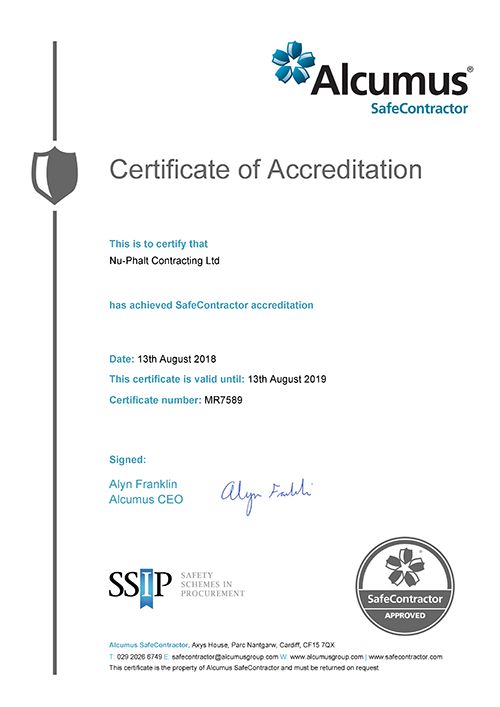 Alcumus®
SafeContractor
Certificate of Accreditation
This is to certify that
Nu-Phalt Contracting Ltd
has achieved SafeContractor accreditation
Date: 13th August 2018
This certificate is valid until: 13th August 2019
Certificate number: MR7589
Signed:
Alyn Franklin
Alcumus CEO
Alyn Franklin
SSIP
SAFETY
SCHEMES IN
PROCUREMENT
SafeContractor
APPROVED
Alcumus SafeContractor, Axys House, Parc Nantgarw, Cardiff, CF15 7QX
T: 029 2026 6749 E: safecontractor@alcumusgroup.com W: www.alcumusgroup.com | www.safecontractor.com
This certificate is the property of Alcumus SafeContractor and must be returned on request